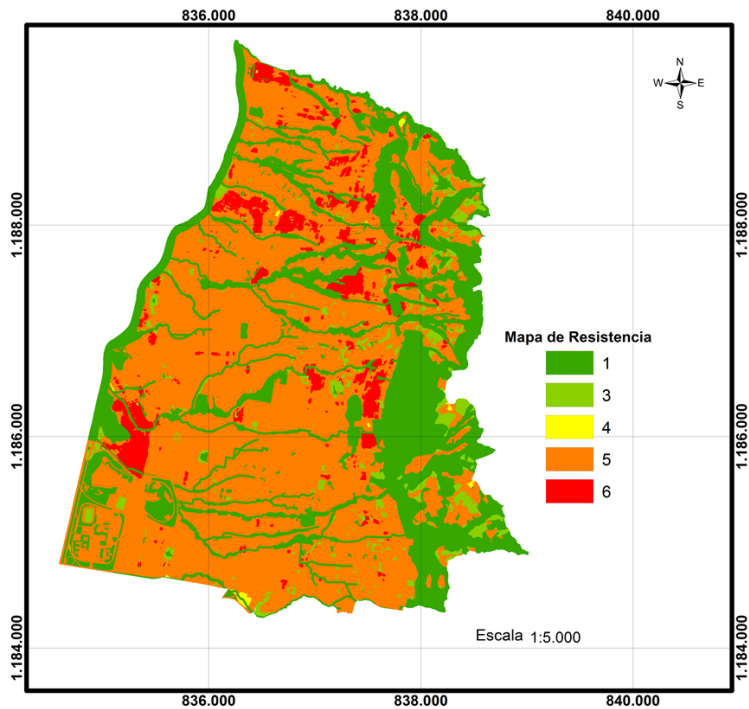 836.000 838.000 840.000
N
W E
S
1.188.000 1.188.000
Mapa de Resistencia
1
3
4
5
6
1.186.000 1.186.000
Escala 1:5.000
1.184.000 1.184.000
836.000 838.000 840.000